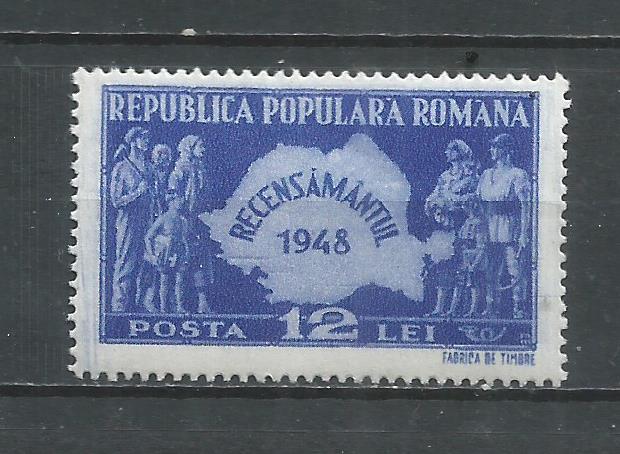 REPUBLICA POPULARA ROMANA
RECENSĂMÂNTUL
1948
POSTA 12 LEI
FABRICA DE TIMBRE